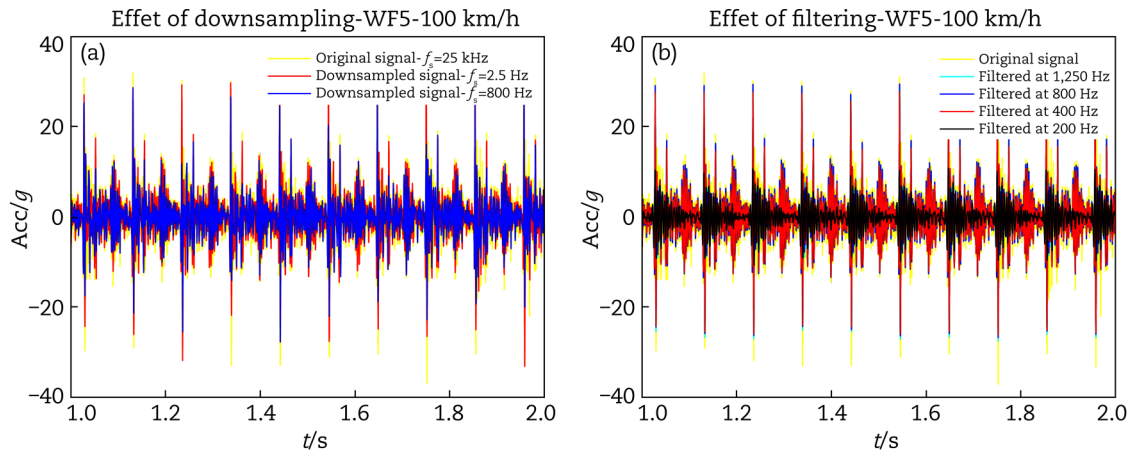 Effet of downsampling-WF5-100 km/h
(a)
Original signal-fs=25 kHz
Downsampled signal-fs=2.5 Hz
Downsampled signal-fs=800 Hz
Acc/g
40
20
0
−20
−40
1.0 1.2 1.4 1.6 1.8 2.0
t/s
Effet of filtering-WF5-100 km/h
(b)
Original signal
Filtered at 1,250 Hz
Filtered at 800 Hz
Filtered at 400 Hz
Filtered at 200 Hz
Acc/g
40
20
0
−20
−40
1.0 1.2 1.4 1.6 1.8 2.0
t/s